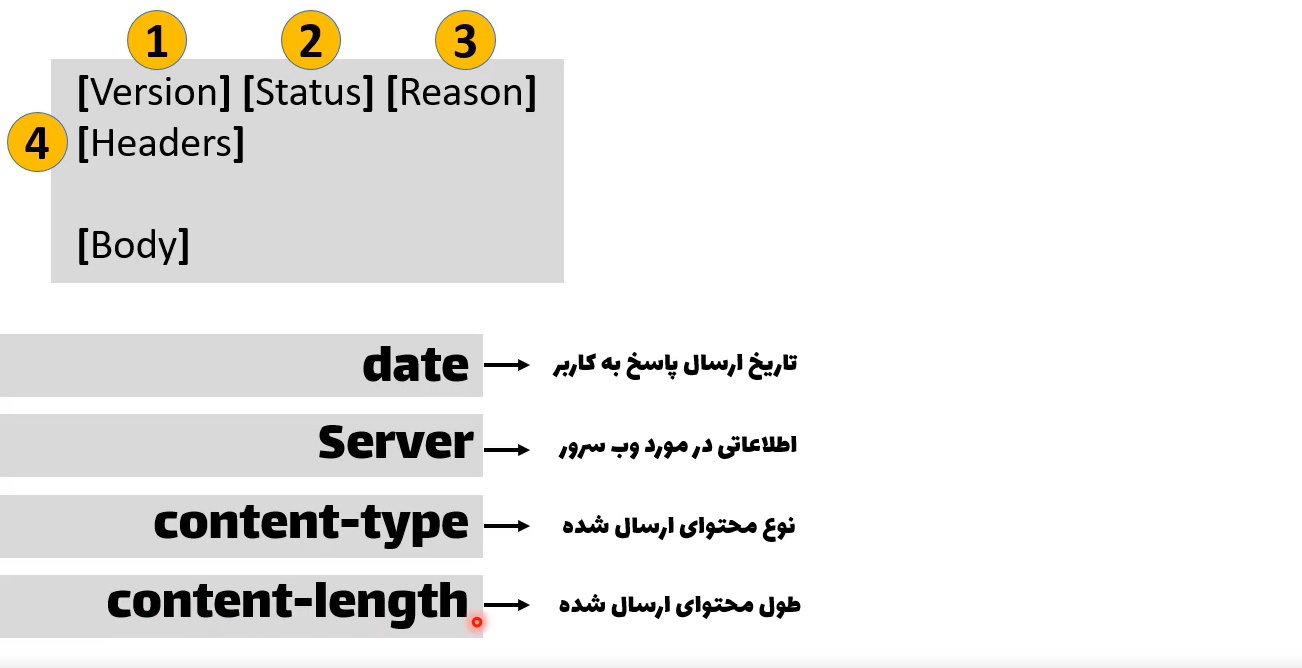 1 2 3
[Version] [Status] [Reason]
4 [Headers]
[Body]
date → تاریخ ارسال پاسخ به کاربر
Server → اطلاعاتی در مورد وب سرور
content-type → نوع محتوای ارسال شده
content-length → طول محتوای ارسال شده